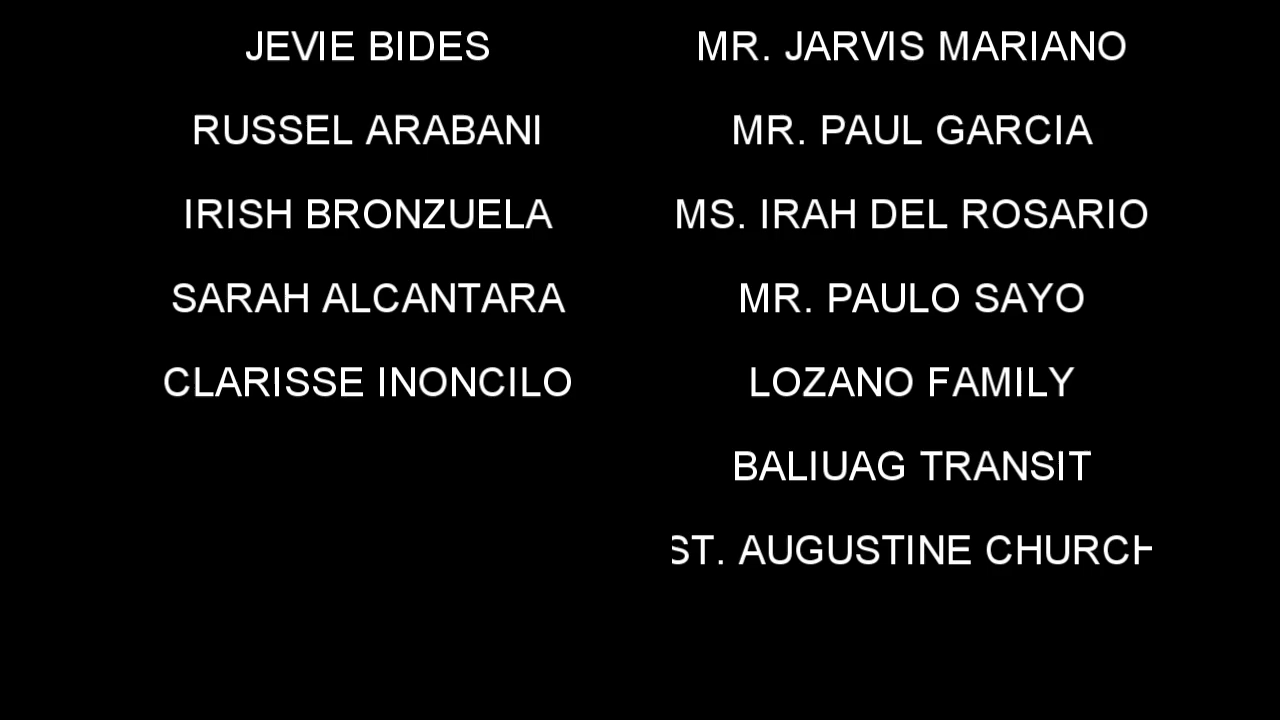 JEVIE BIDES
RUSSEL ARABANI
IRISH BRONZUELA
SARAH ALCANTARA
CLARISSE INONCILO
MR. JARVIS MARIANO
MR. PAUL GARCIA
MS. IRAH DEL ROSARIO
MR. PAULO SAYO
LOZANO FAMILY
BALIUAG TRANSIT
ST. AUGUSTINE CHURCH